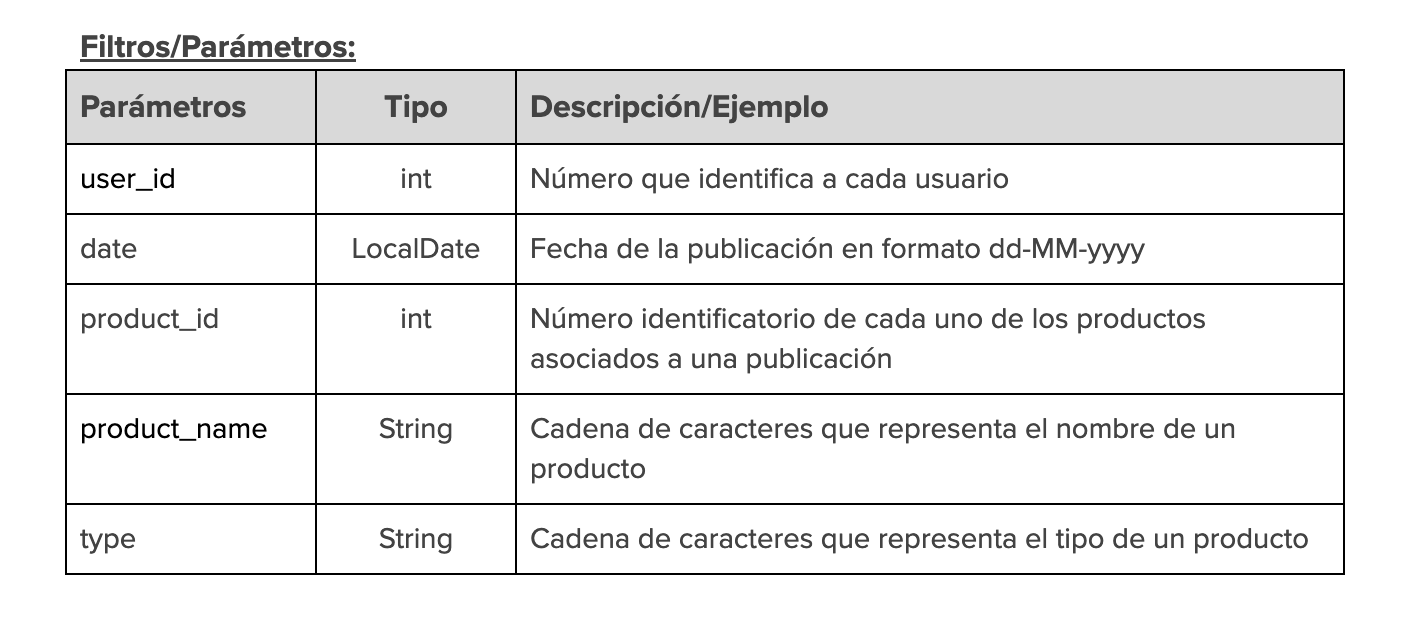 Filtros/Parámetros:
Parámetros Tipo Descripción/Ejemplo
user_id int Número que identifica a cada usuario
date LocalDate Fecha de la publicación en formato dd-MM-yyyy
product_id int Número identificatorio de cada uno de los productos
asociados a una publicación
product_name String Cadena de caracteres que representa el nombre de un
producto
type String Cadena de caracteres que representa el tipo de un producto